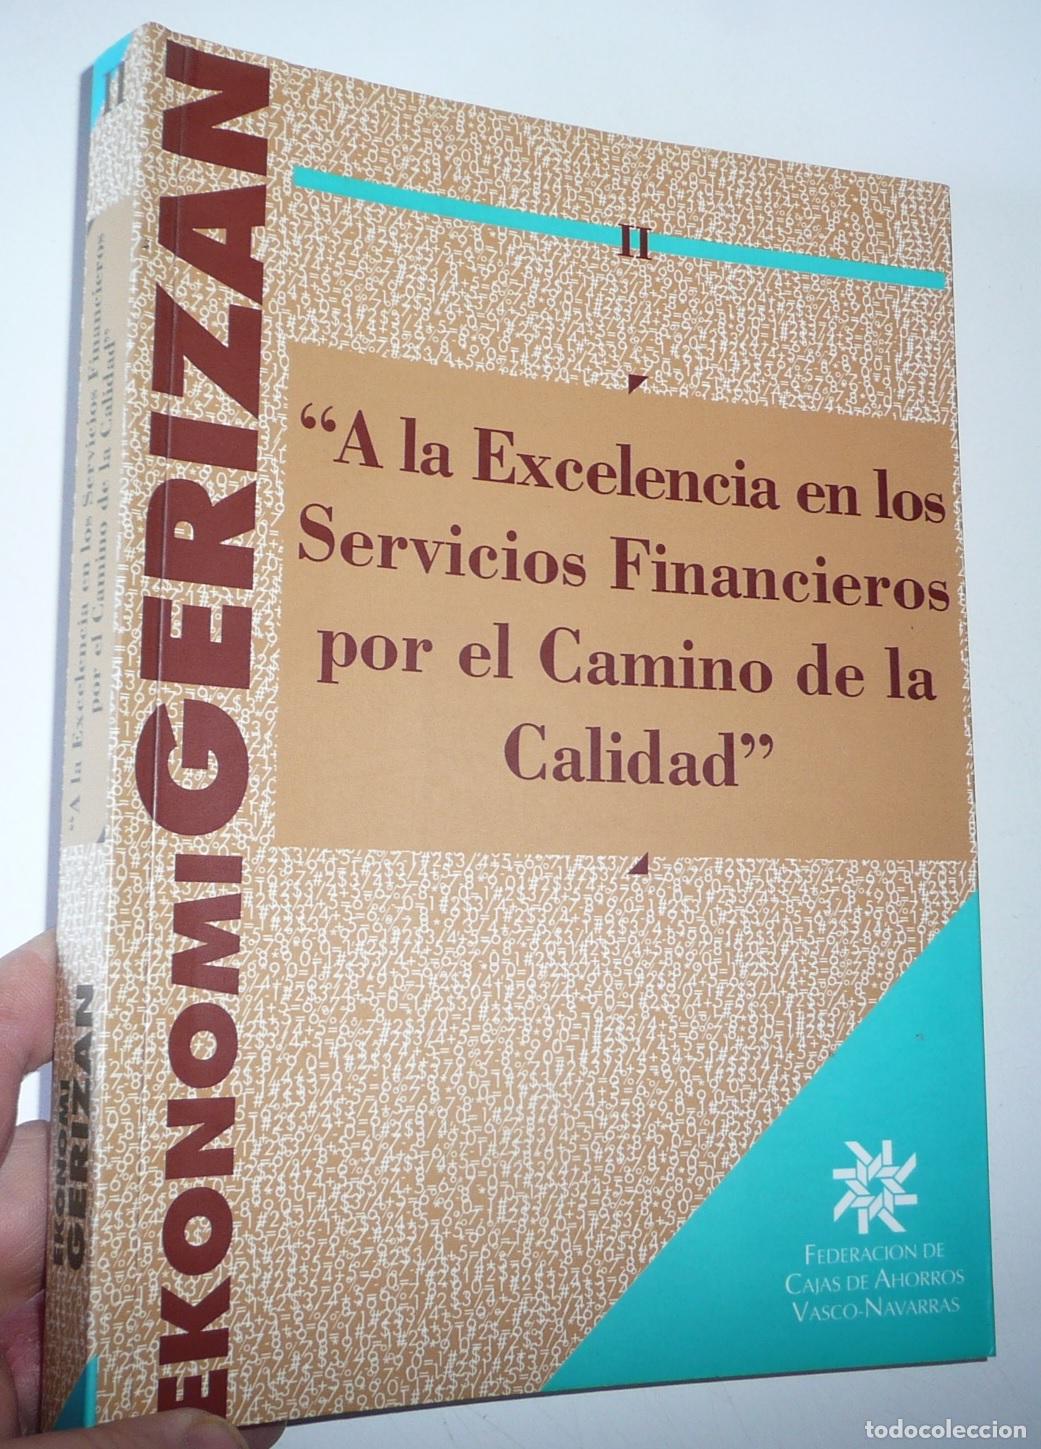 EKONOMI GERIZAN
II
“A la Excelencia en los
Servicios Financieros
por el Camino de la
Calidad”
FEDERACION DE
CAJAS DE AHORROS
VASCO-NAVARRAS
II
“A la Excelencia en los Servicios Financieros
por el Camino de la Calidad”
EKONOMI
GERIZAN
todocoleccion